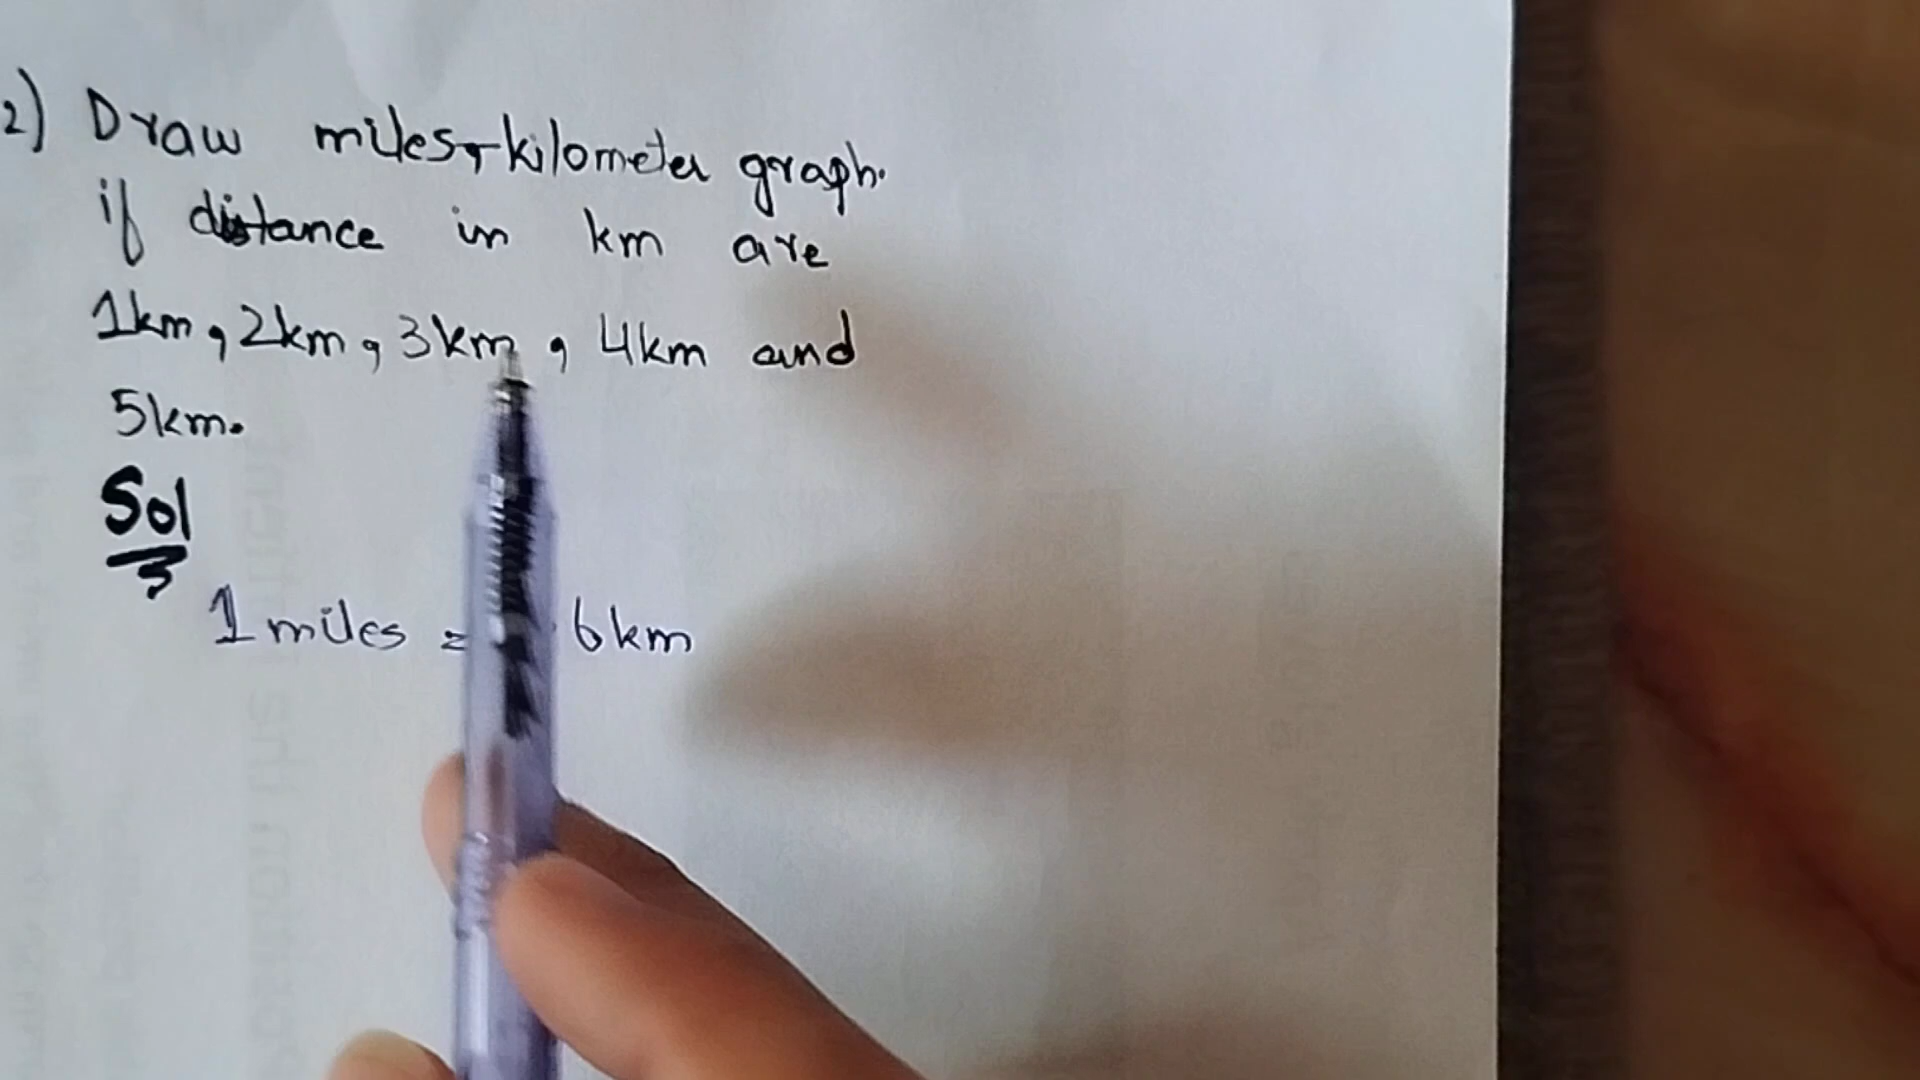 2) Draw miles, kilometer graph.
if distance in km are
1km, 2km, 3km, 4km and
5km.
Sol
1 miles = 6km